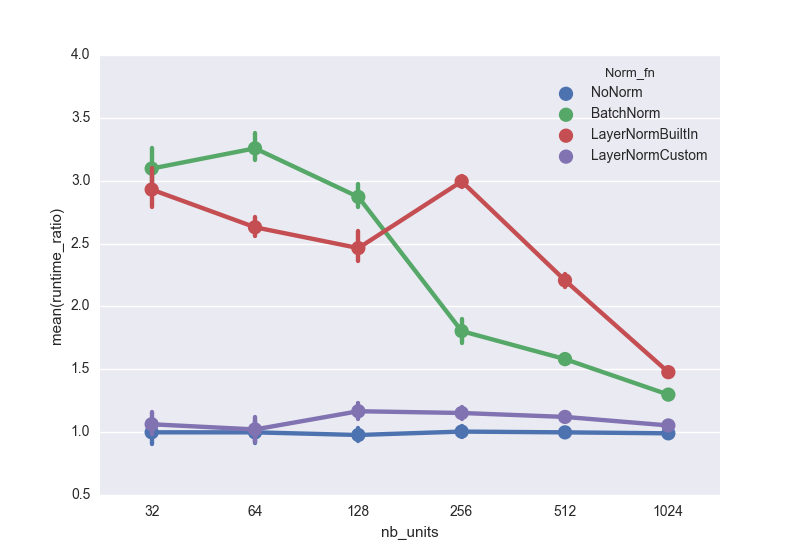 4.0
3.5
3.0
2.5
2.0
1.5
1.0
0.5
mean(runtime_ratio)
Norm_fn
NoNorm
BatchNorm
LayerNormBuiltIn
LayerNormCustom
32 64 128 256 512 1024
nb_units